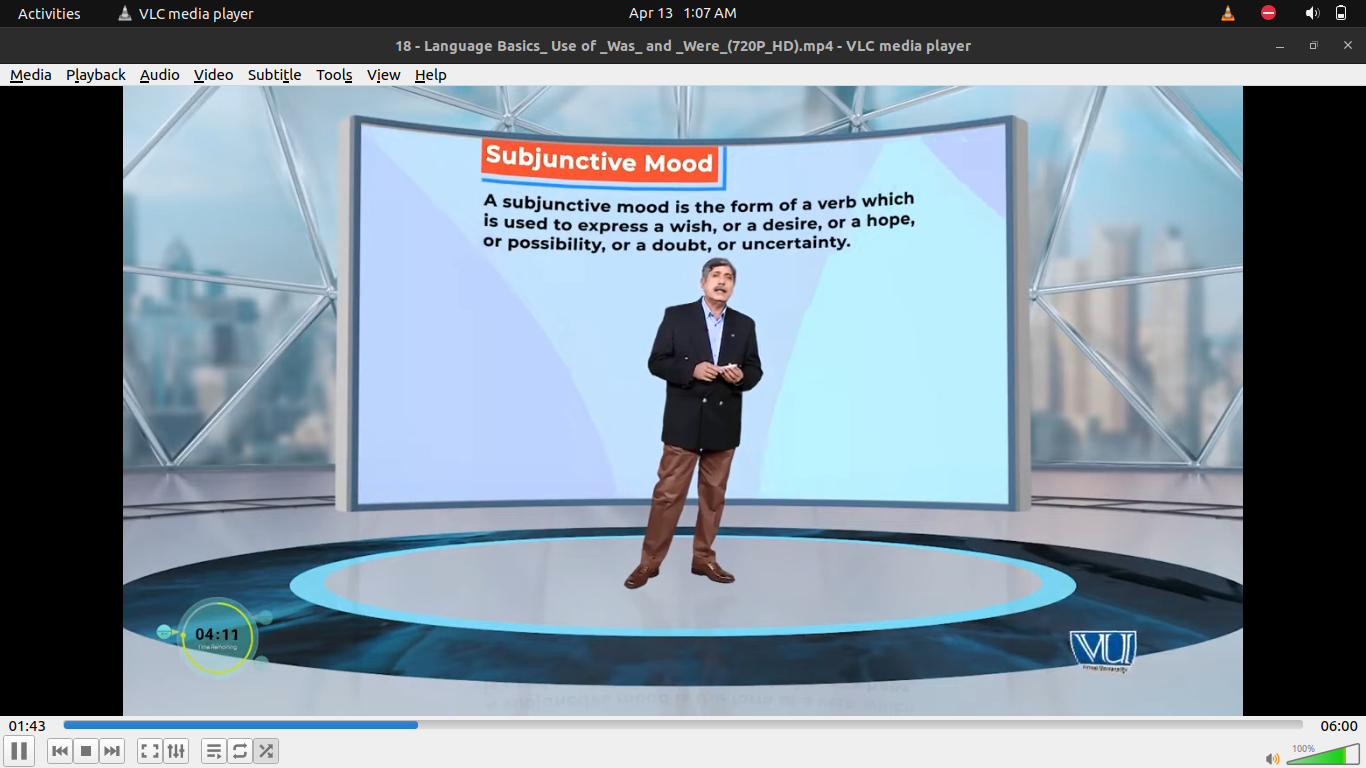 Activities
VLC media player
Apr 13 1:07 AM
18 - Language Basics_ Use of _Was_ and _Were_(720P_HD).mp4 - VLC media player
Media Playback Audio Video Subtitle Tools View Help
Subjunctive Mood
A subjunctive mood is the form of a verb which
is used to express a wish, or a desire, or a hope,
or possibility, or a doubt, or uncertainty.
04:11
Time Remaining
VU
Virtual University
01:43
06:00
100%